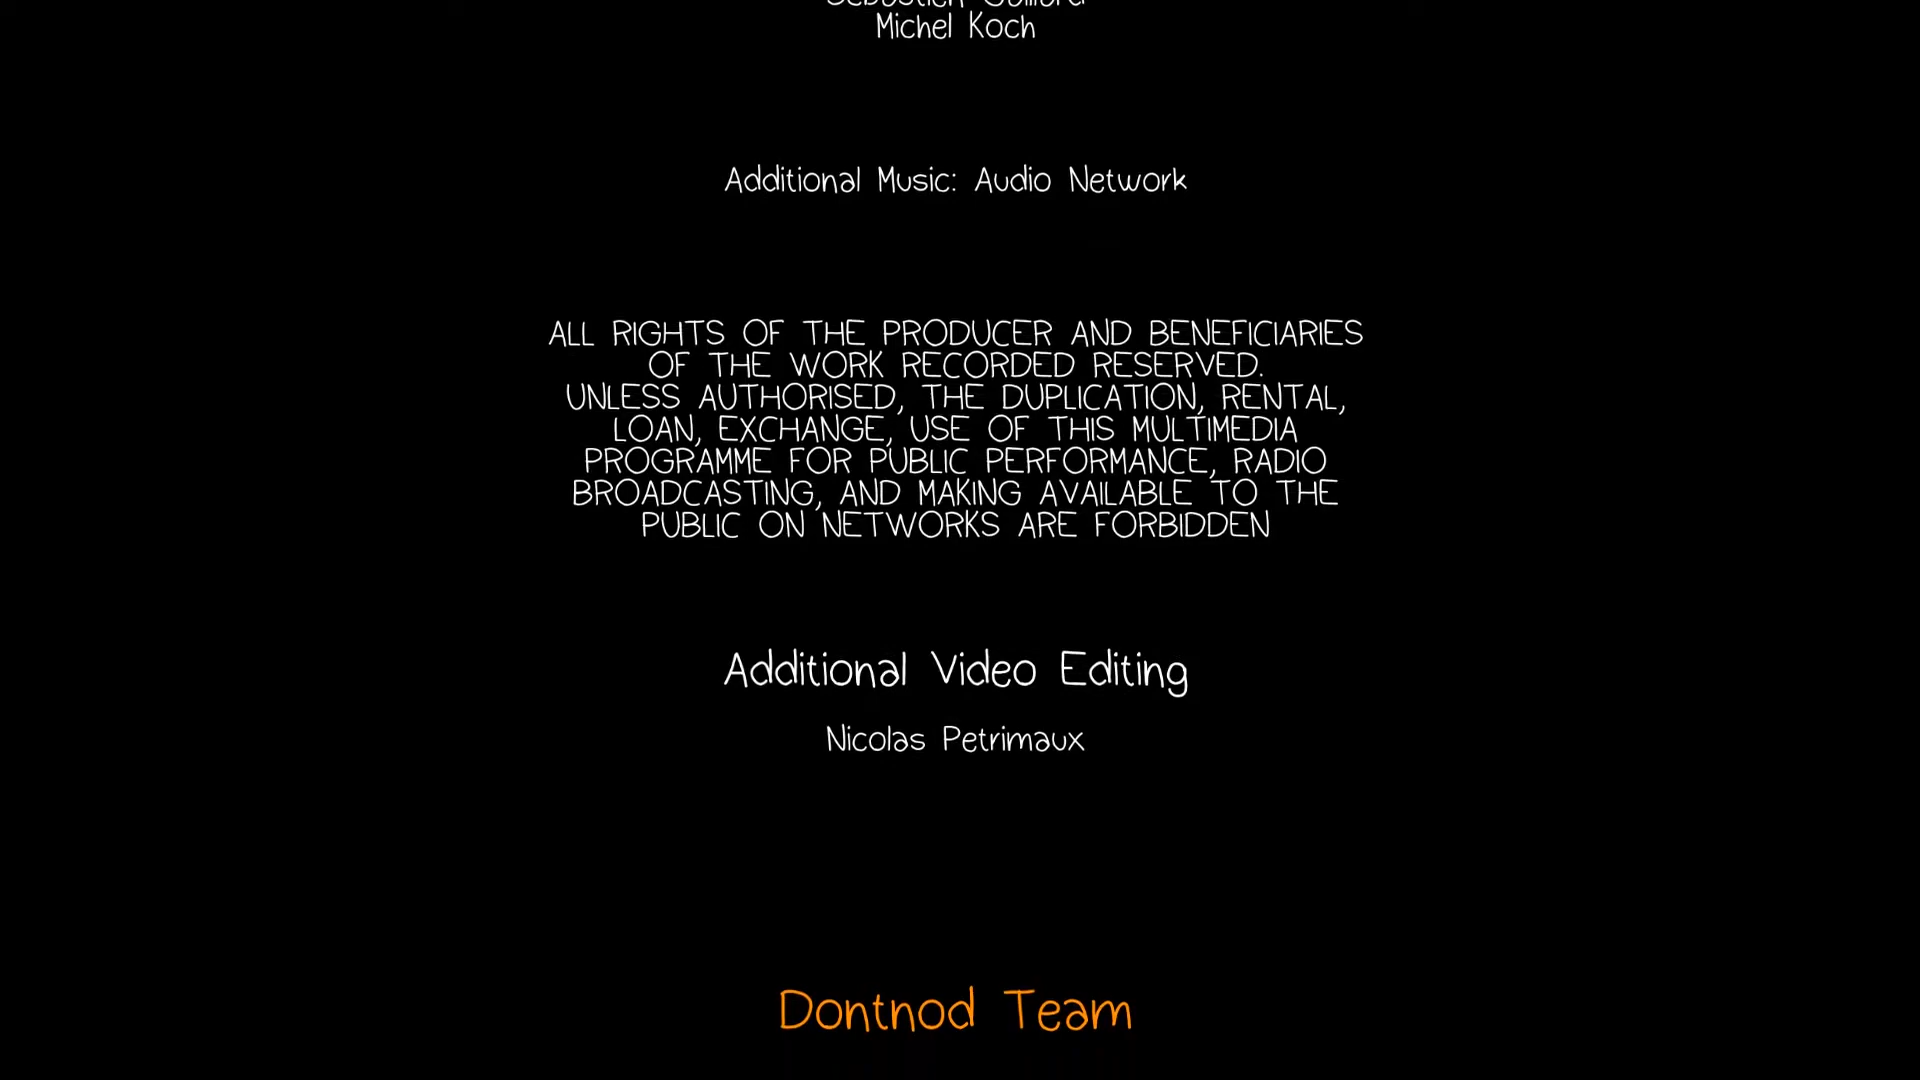 Michel Koch
Additional Music: Audio Network
ALL RIGHTS OF THE PRODUCER AND BENEFICIARIES
OF THE WORK RECORDED RESERVED.
UNLESS AUTHORISED, THE DUPLICATION, RENTAL,
LOAN, EXCHANGE, USE OF THIS MULTIMEDIA
PROGRAMME FOR PUBLIC PERFORMANCE, RADIO
BROADCASTING, AND MAKING AVAILABLE TO THE
PUBLIC ON NETWORKS ARE FORBIDDEN
Additional Video Editing
Nicolas Petrimaux
Dontnod Team